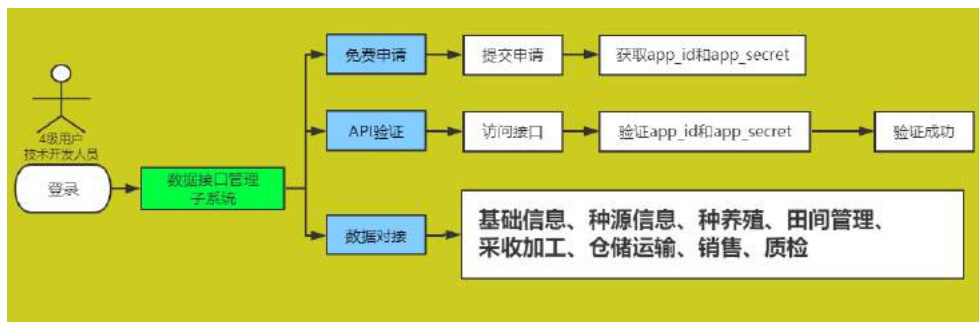 免费申请
提交申请
获取app_id和app_secret
4级用户
技术开发人员
API验证
访问接口
验证app_id和app_secret
验证成功
登录
数据接口管理
子系统
数据对接
基础信息、种源信息、种养殖、田间管理、
采收加工、仓储运输、销售、质检